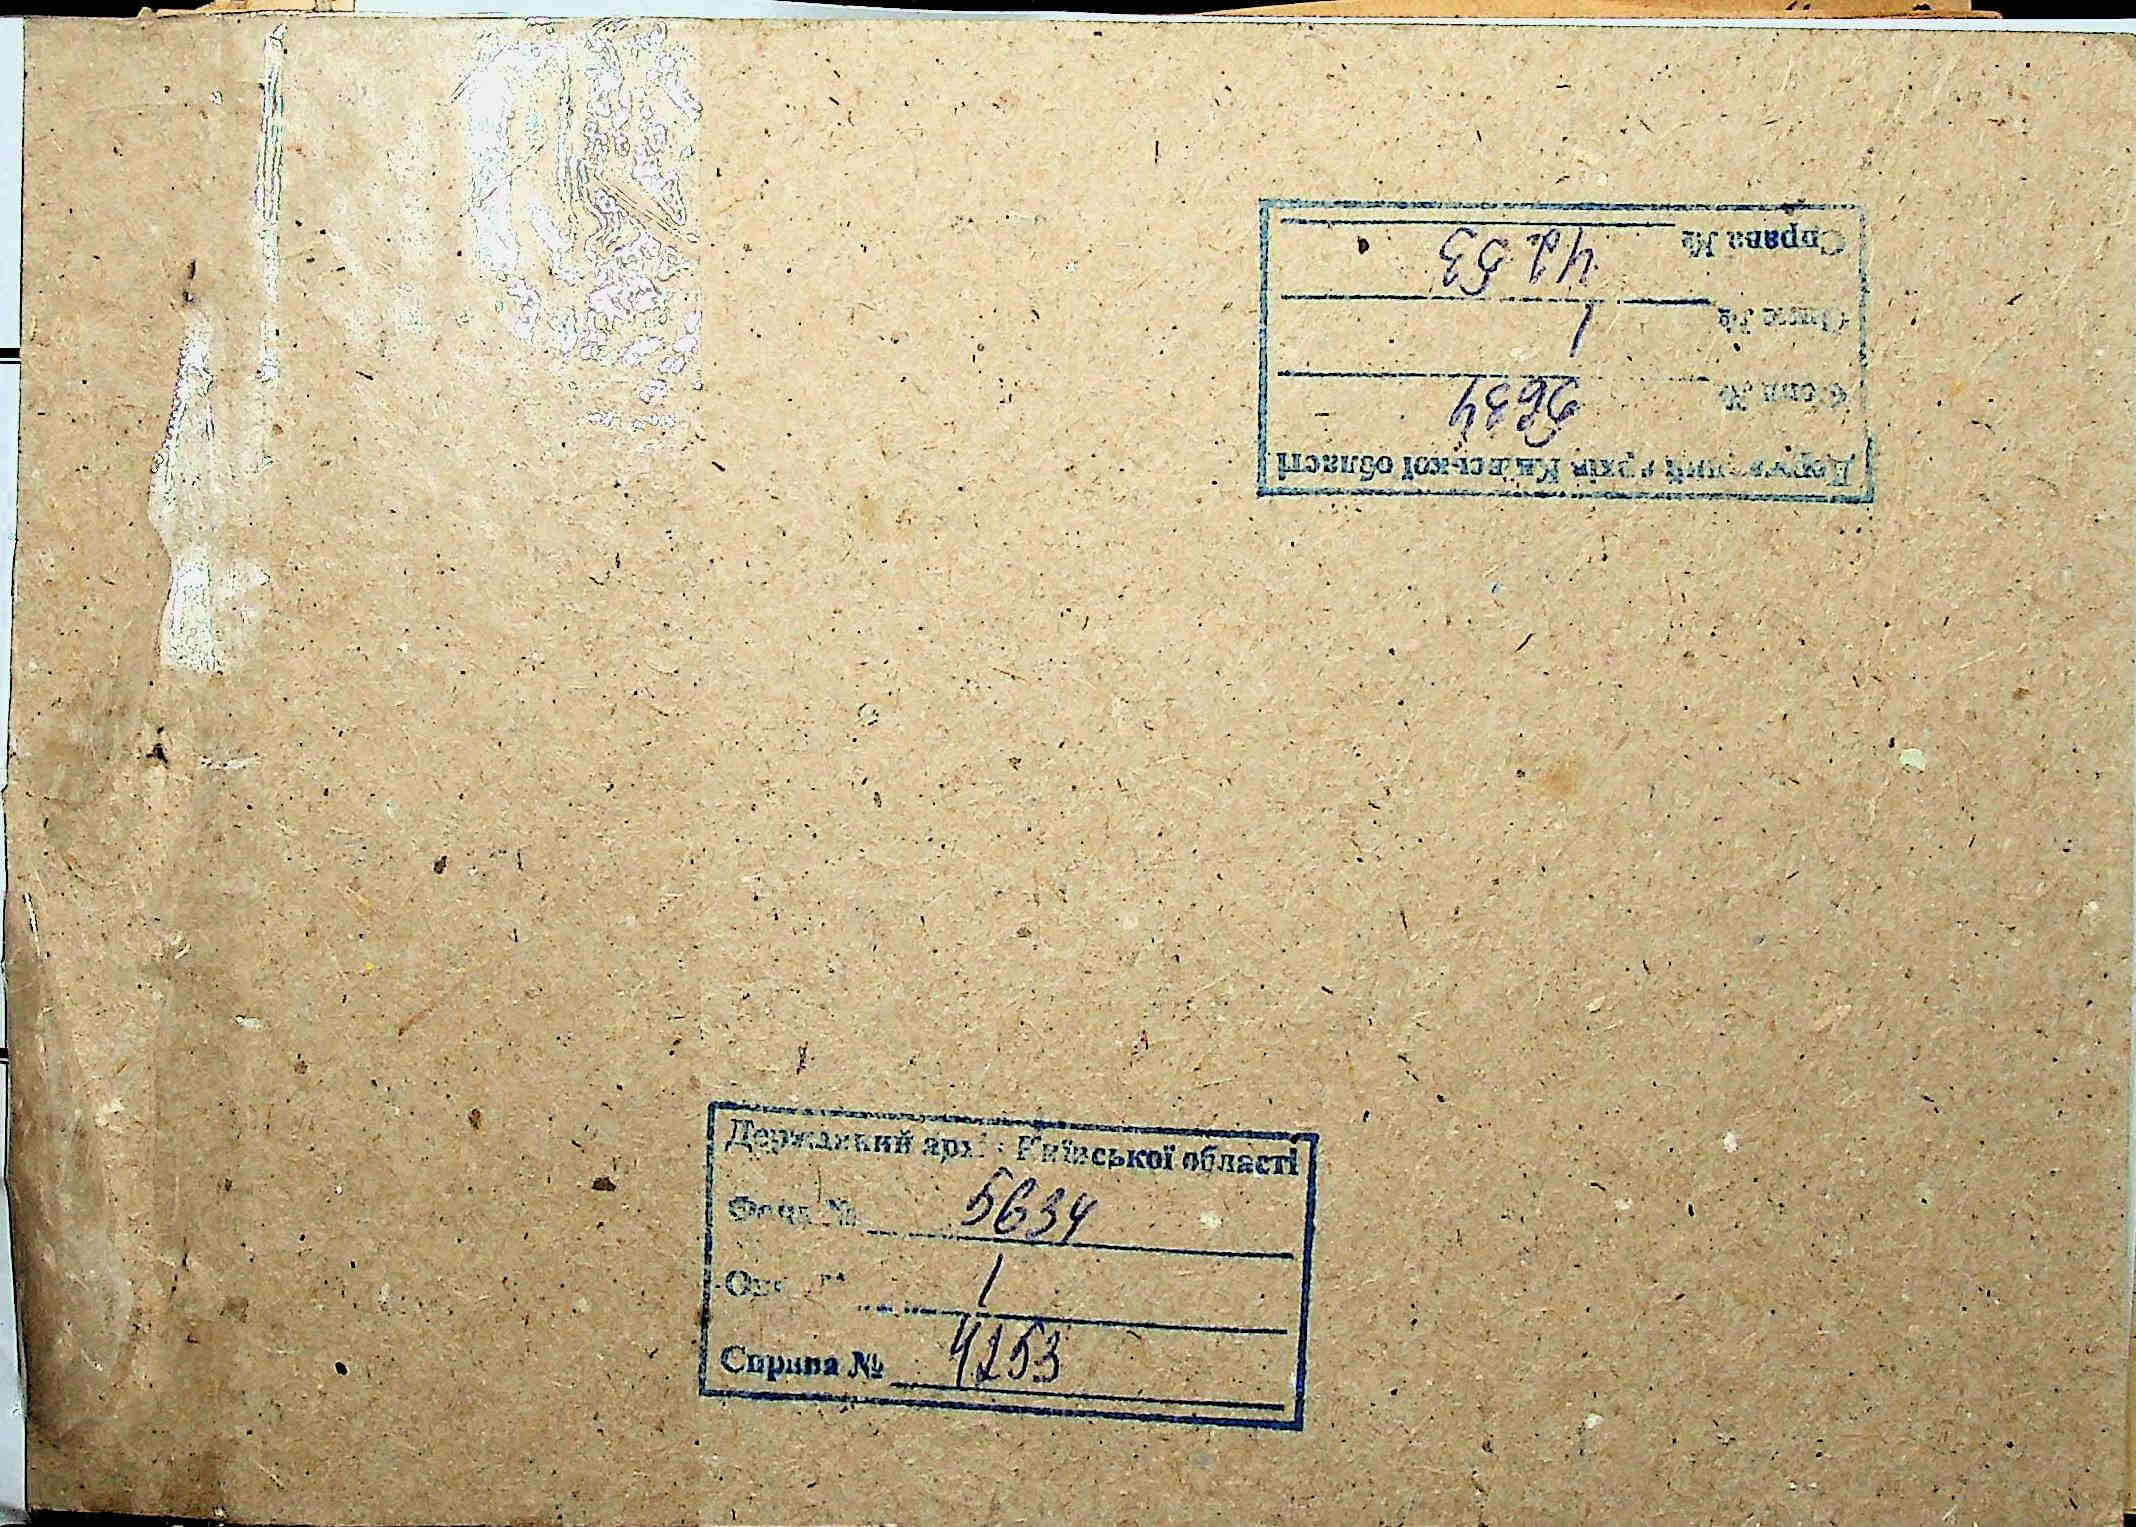 Державний архів Київської області
Фонд № 5634
Опис № 1
Справа № 4253
Державний архів Київської області
Фонд № 5634
Опис № 1
Справа № 4253